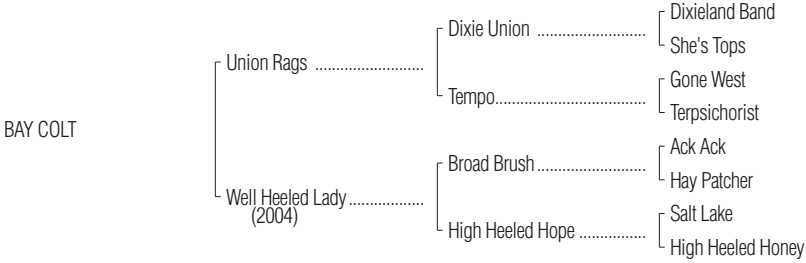 Dixieland Band
Dixie Union ..........................
She's Tops
Union Rags ..........................
Gone West
Tempo....................................
Terpsichorist
BAY COLT
Ack Ack
Broad Brush..........................
Hay Patcher
Well Heeled Lady..................
(2004)
Salt Lake
High Heeled Hope ................
High Heeled Honey